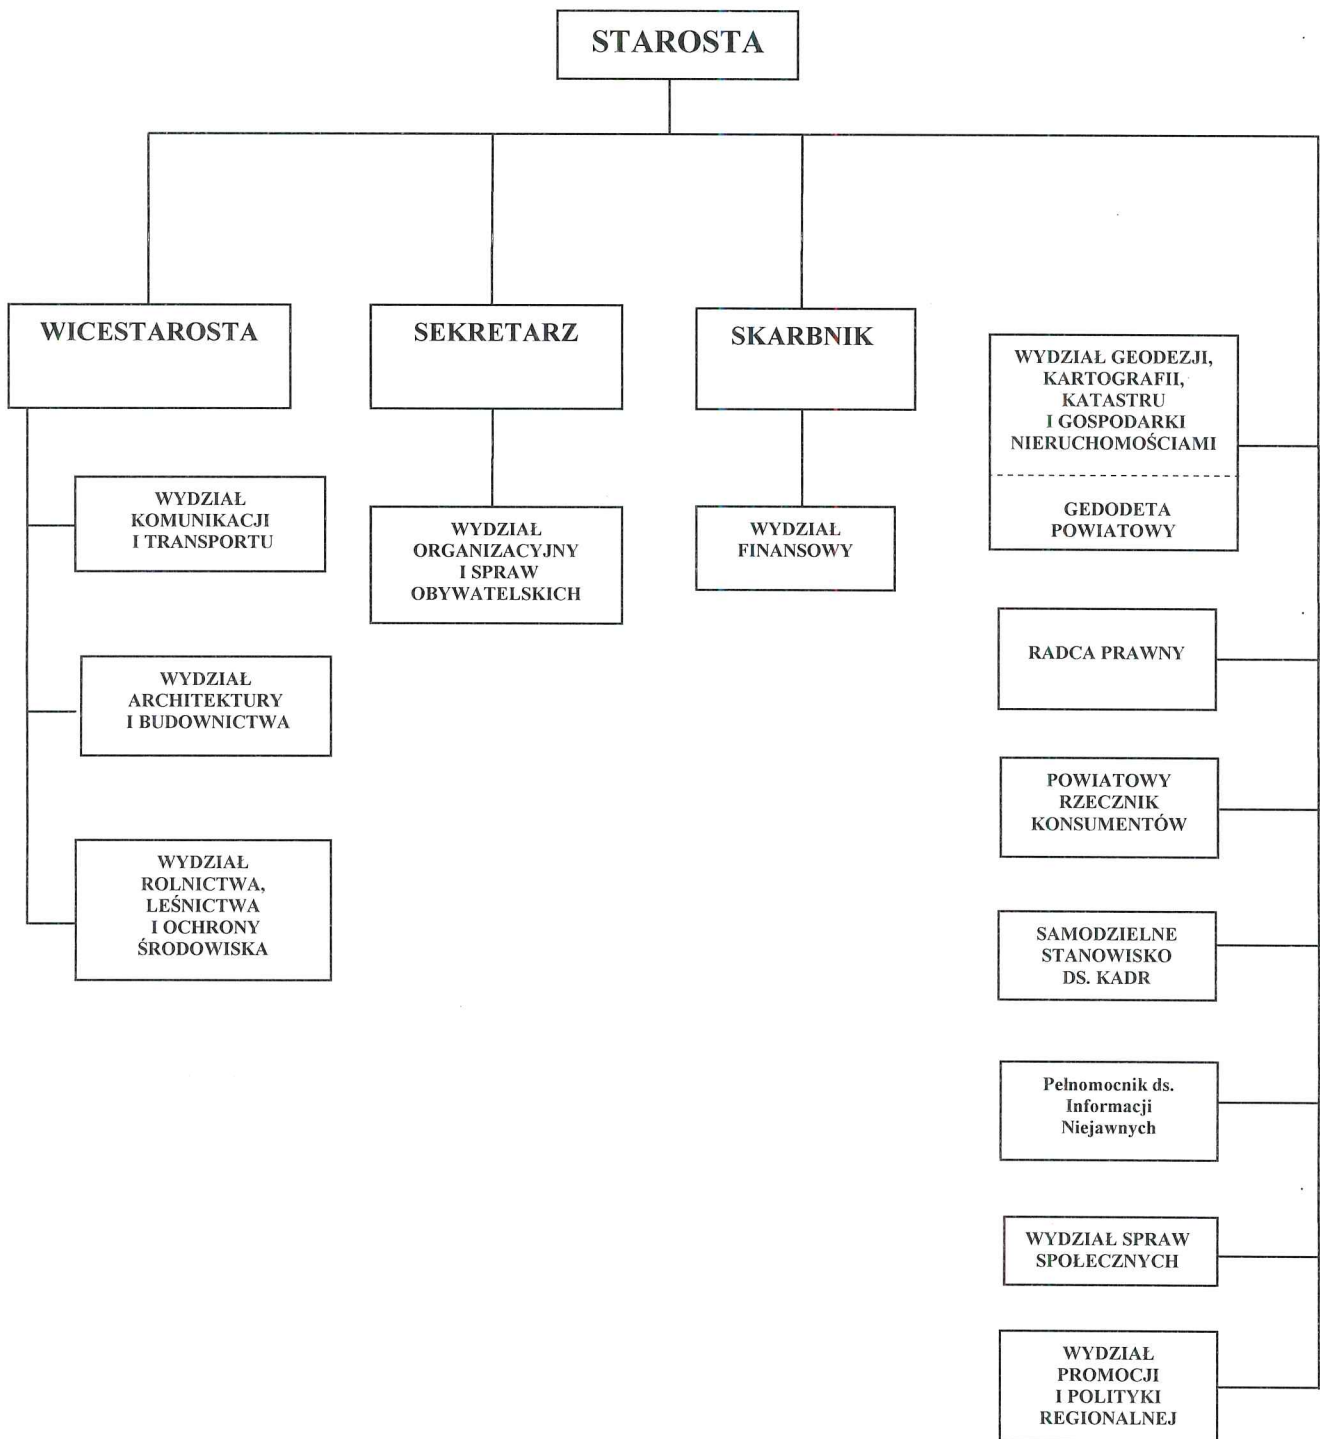 STAROSTA
WICESTAROSTA
SEKRETARZ
SKARBNIK
WYDZIAŁ
KOMUNIKACJI
I TRANSPORTU
WYDZIAŁ
ARCHITEKTURY
I BUDOWNICTWA
WYDZIAŁ
ROLNICTWA,
LEŚNICTWA
I OCHRONY
ŚRODOWISKA
WYDZIAŁ
ORGANIZACYJNY
I SPRAW
OBYWATELSKICH
WYDZIAŁ
FINANSOWY
WYDZIAŁ GEODEZJI,
KARTOGRAFII,
KATASTRU
I GOSPODARKI
NIERUCHOMOŚCIAMI
GEDODETA
POWIATOWY
RADCA PRAWNY
POWIATOWY
RZECZNIK
KONSUMENTÓW
SAMODZIELNE
STANOWISKO
DS. KADR
Pełnomocnik ds.
Informacji
Niejawnych
WYDZIAŁ SPRAW
SPOŁECZNYCH
WYDZIAŁ
PROMOCJI
I POLITYKI
REGIONALNEJ